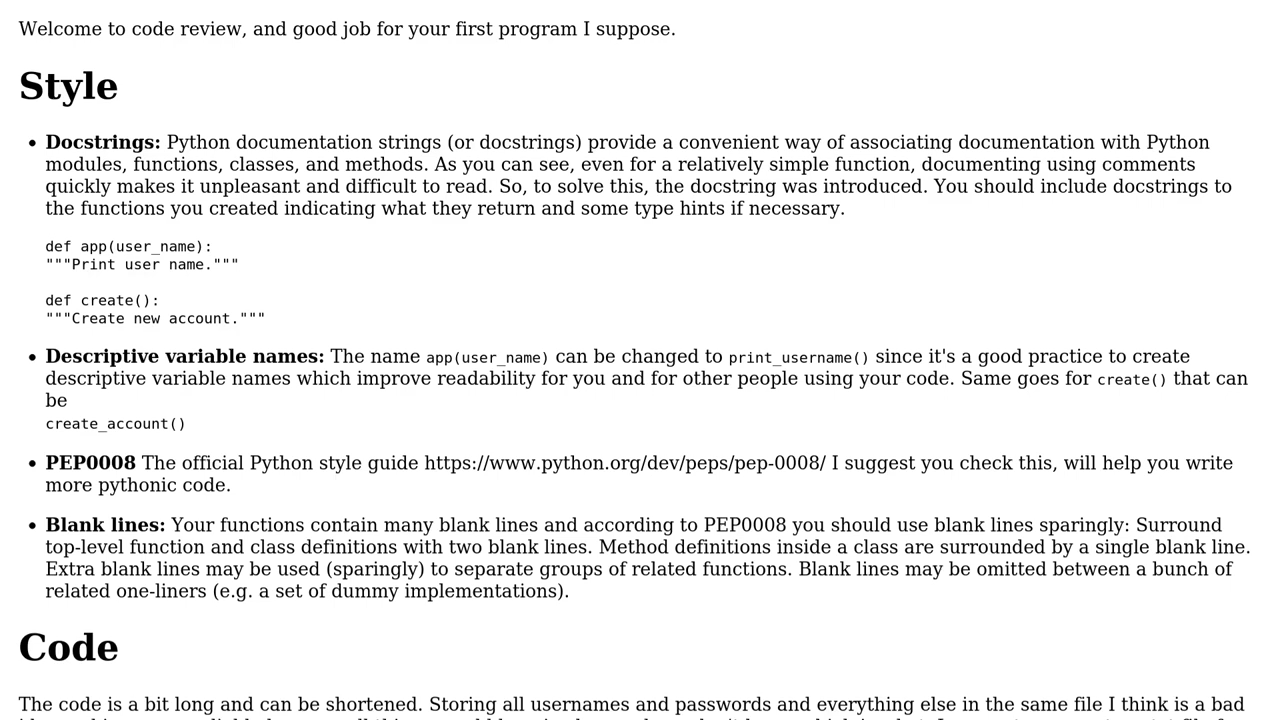 Welcome to code review, and good job for your first program I suppose.
Style
• Docstrings: Python documentation strings (or docstrings) provide a convenient way of associating documentation with Python
modules, functions, classes, and methods. As you can see, even for a relatively simple function, documenting using comments
quickly makes it unpleasant and difficult to read. So, to solve this, the docstring was introduced. You should include docstrings to
the functions you created indicating what they return and some type hints if necessary.
def app(user_name):
"""Print user name."""
def create():
"""Create new account."""
• Descriptive variable names: The name app(user_name) can be changed to print_username() since it's a good practice to create
descriptive variable names which improve readability for you and for other people using your code. Same goes for create() that can
be
create_account()
• PEP0008 The official Python style guide https://www.python.org/dev/peps/pep-0008/ I suggest you check this, will help you write
more pythonic code.
• Blank lines: Your functions contain many blank lines and according to PEP0008 you should use blank lines sparingly: Surround
top-level function and class definitions with two blank lines. Method definitions inside a class are surrounded by a single blank line.
Extra blank lines may be used (sparingly) to separate groups of related functions. Blank lines may be omitted between a bunch of
related one-liners (e.g. a set of dummy implementations).
Code
The code is a bit long and can be shortened. Storing all usernames and passwords and everything else in the same file I think is a bad